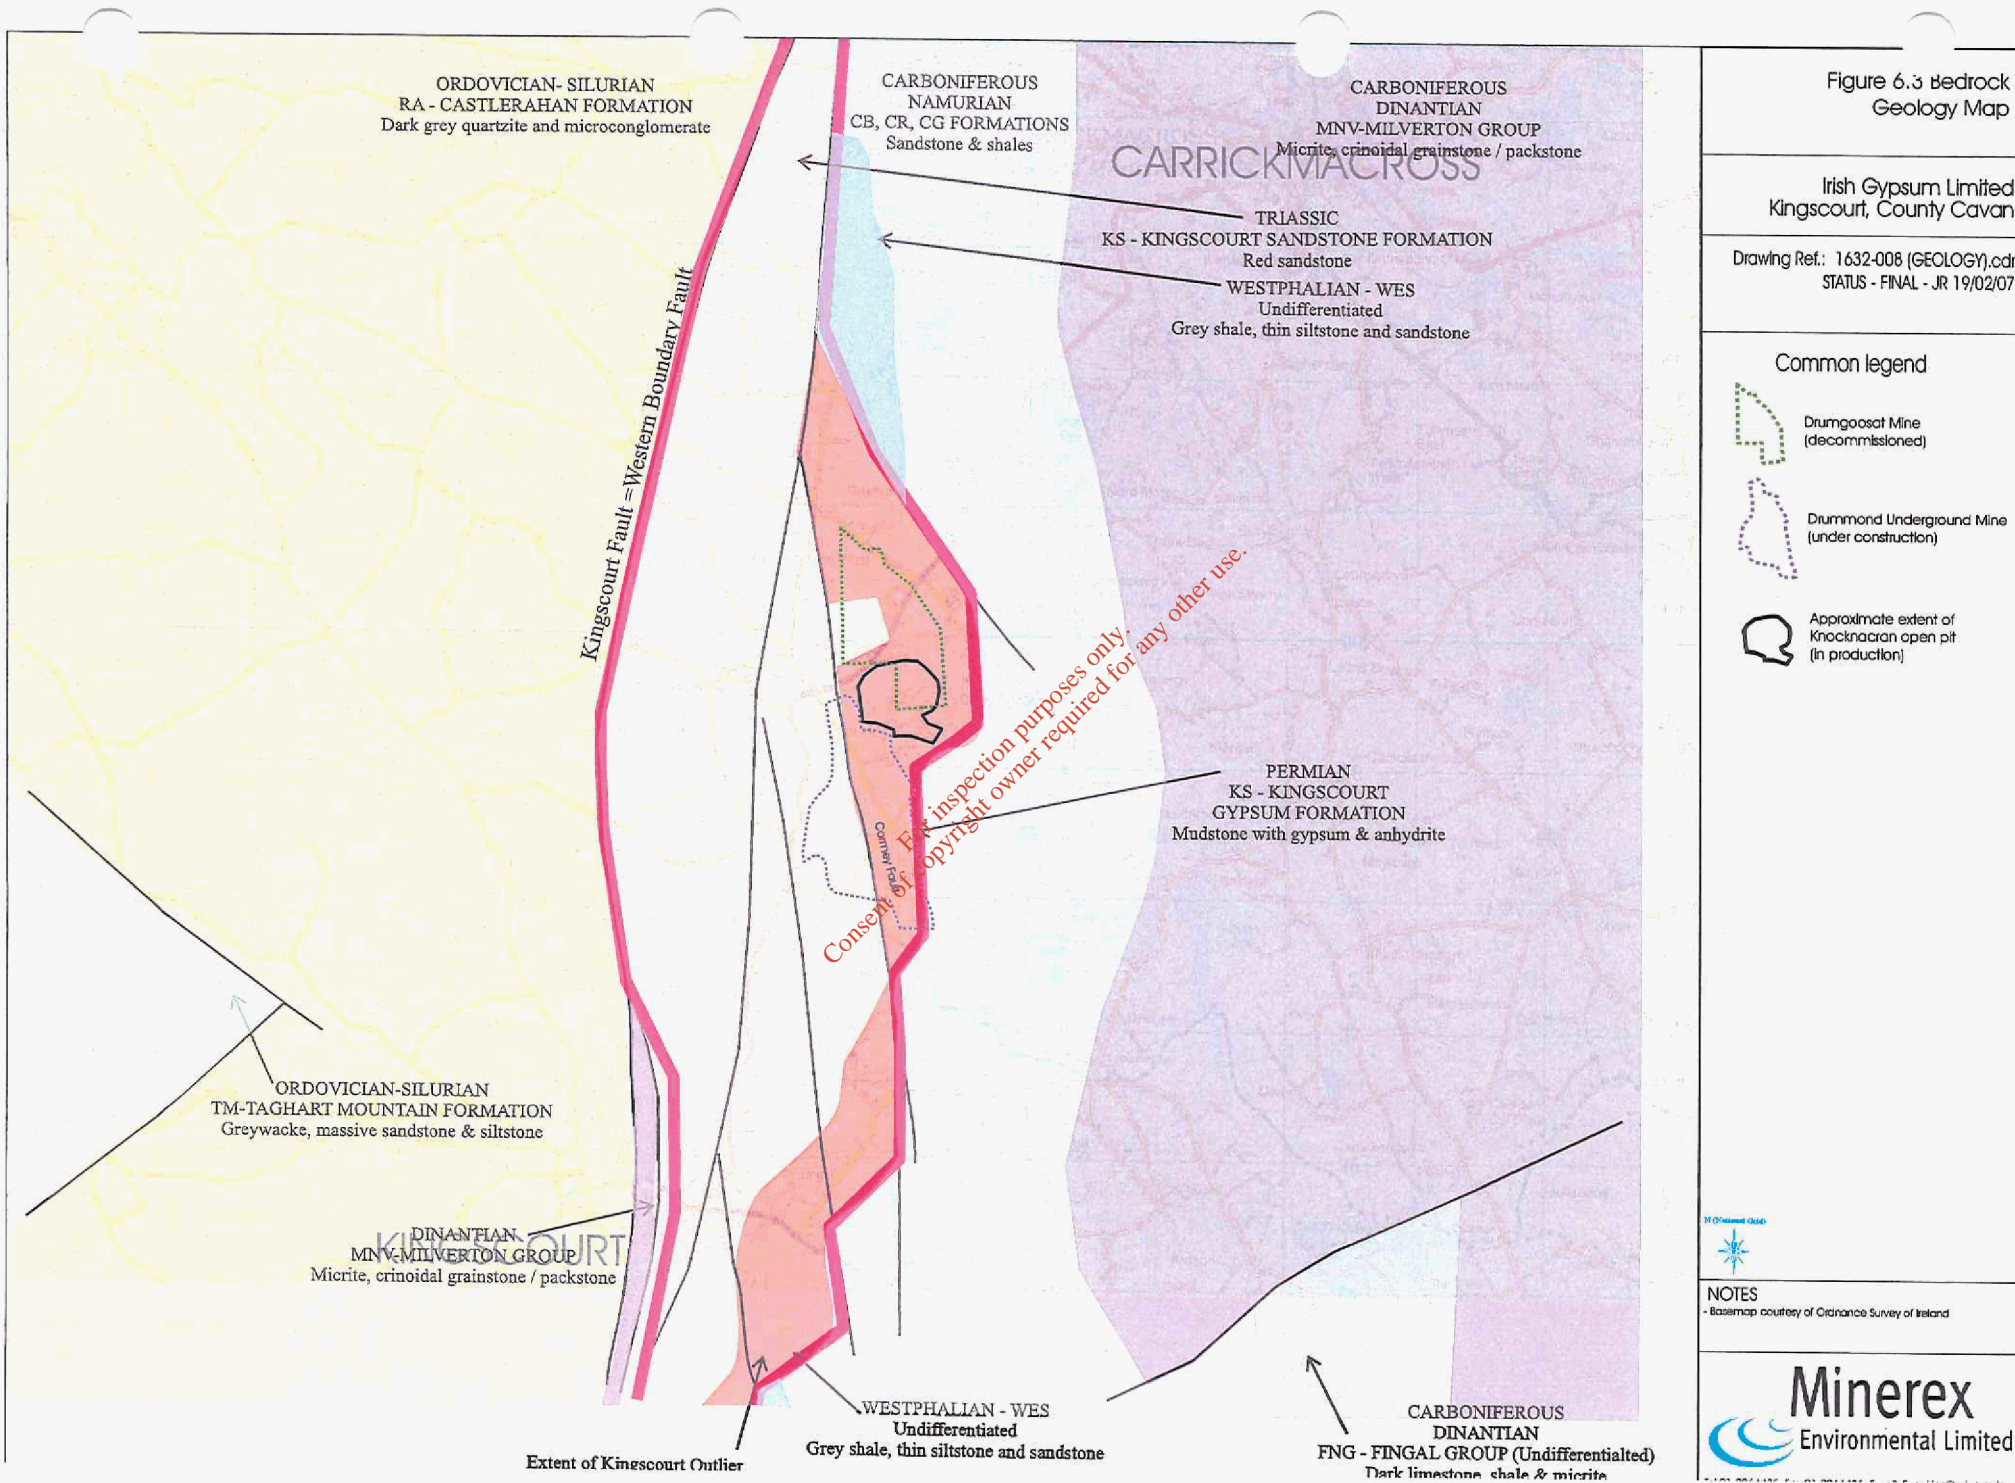 ORDOVICIAN- SILURIAN
RA - CASTLERAHAN FORMATION
Dark grey quartzite and microconglomerate
CARBONIFEROUS
NAMURIAN
CB, CR, CG FORMATIONS
Sandstone & shales
CARBONIFEROUS
DINANTIAN
MNV-MILVERTON GROUP
Micrite, crinoidal grainstone / packstone
CARRICKMACROSS
TRIASSIC
KS - KINGSCOURT SANDSTONE FORMATION
Red sandstone
WESTPHALIAN - WES
Undifferentiated
Grey shale, thin siltstone and sandstone
Kingscourt Fault =Western Boundary Fault
PERMIAN
KS - KINGSCOURT
GYPSUM FORMATION
Mudstone with gypsum & anhydrite
Cormey Fault
For inspection purposes only.
Consent of copyright owner required for any other use.
ORDOVICIAN-SILURIAN
TM-TAGHART MOUNTAIN FORMATION
Greywacke, massive sandstone & siltstone
DINANTIAN
MNV-MILVERTON GROUP
Micrite, crinoidal grainstone / packstone
KINGSCOURT
Extent of Kingscourt Outlier
WESTPHALIAN - WES
Undifferentiated
Grey shale, thin siltstone and sandstone
CARBONIFEROUS
DINANTIAN
FNG - FINGAL GROUP (Undifferentialted)
Dark limestone, shale & micrite
Figure 6.3 Bedrock
Geology Map
Irish Gypsum Limited
Kingscourt, County Cavan
Drawing Ref.: 1632-008 (GEOLOGY).cdr
STATUS - FINAL - JR 19/02/07
Common legend
Drumgoosat Mine
(decommissioned)
Drummond Underground Mine
(under construction)
Approximate extent of
Knocknacran open pit
(in production)
N (National Grid)
NOTES
- Basemap courtesy of Ordnance Survey of Ireland
Minerex
Environmental Limited